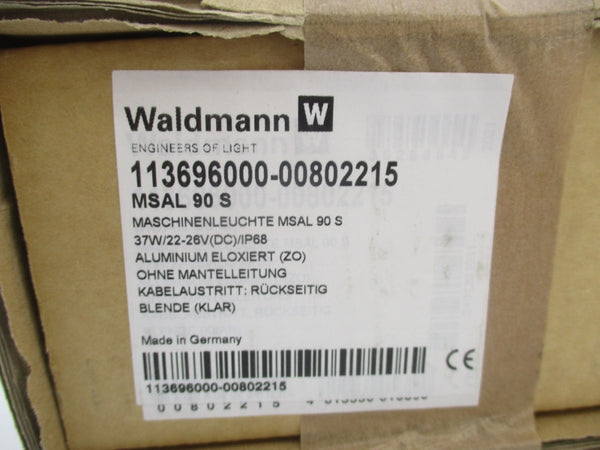 Waldmann W
ENGINEERS OF LIGHT
113696000-00802215
MSAL 90 S
MASCHINENLEUCHTE MSAL 90 S
37W/22-26V(DC)/IP68
ALUMINIUM ELOXIERT (ZO)
OHNE MANTELLEITUNG
KABELAUSTRITT: RÜCKSEITIG
BLENDE (KLAR)
Made in Germany
CE
113696000-00802215
00802215